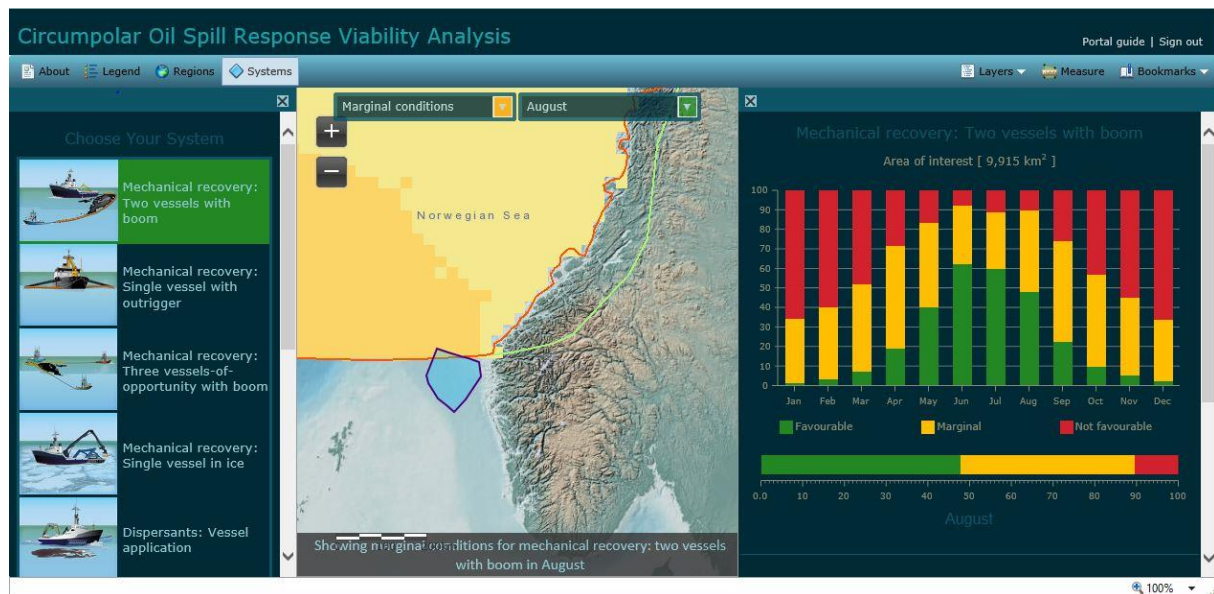 Circumpolar Oil Spill Response Viability Analysis
Portal guide | Sign out
About
Legend
Regions
Systems
Layers
Measure
Bookmarks
Choose Your System
Mechanical recovery:
Two vessels with
boom
Mechanical recovery:
Single vessel with
outrigger
Mechanical recovery:
Three vessels-of-
opportunity with boom
Mechanical recovery:
Single vessel in ice
Dispersants: Vessel
application
Marginal conditions
August
+
−
Norwegian Sea
Showing marginal conditions for mechanical recovery: two vessels
with boom in August
Mechanical recovery: Two vessels with boom
Area of interest [ 9,915 km² ]
100
90
80
70
60
50
40
30
20
10
0
Jan Feb Mar Apr May Jun Jul Aug Sep Oct Nov Dec
Favourable
Marginal
Not favourable
0.0 10 20 30 40 50 60 70 80 90 100
August
100%